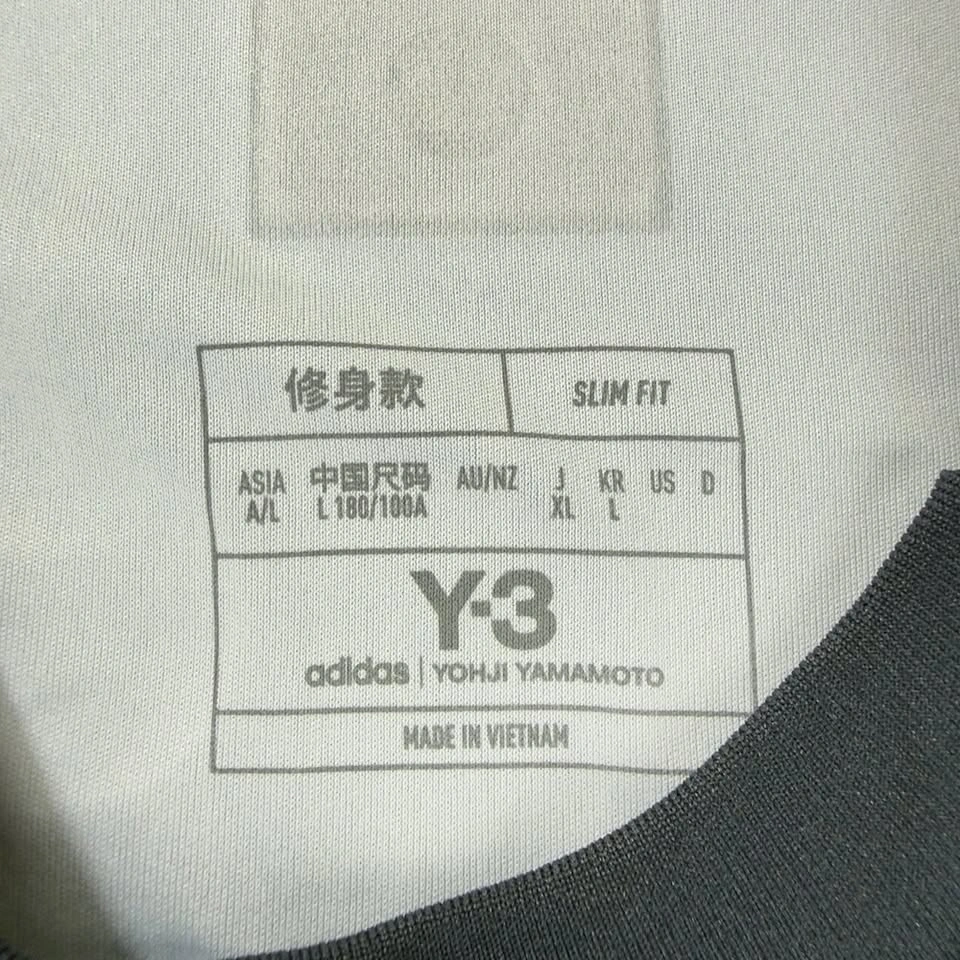 修身款 SLIM FIT
ASIA 中国尺码 AU/NZ J KR US D
A/L L 180/100A XL L
Y-3
adidas | YOHJI YAMAMOTO
MADE IN VIETNAM